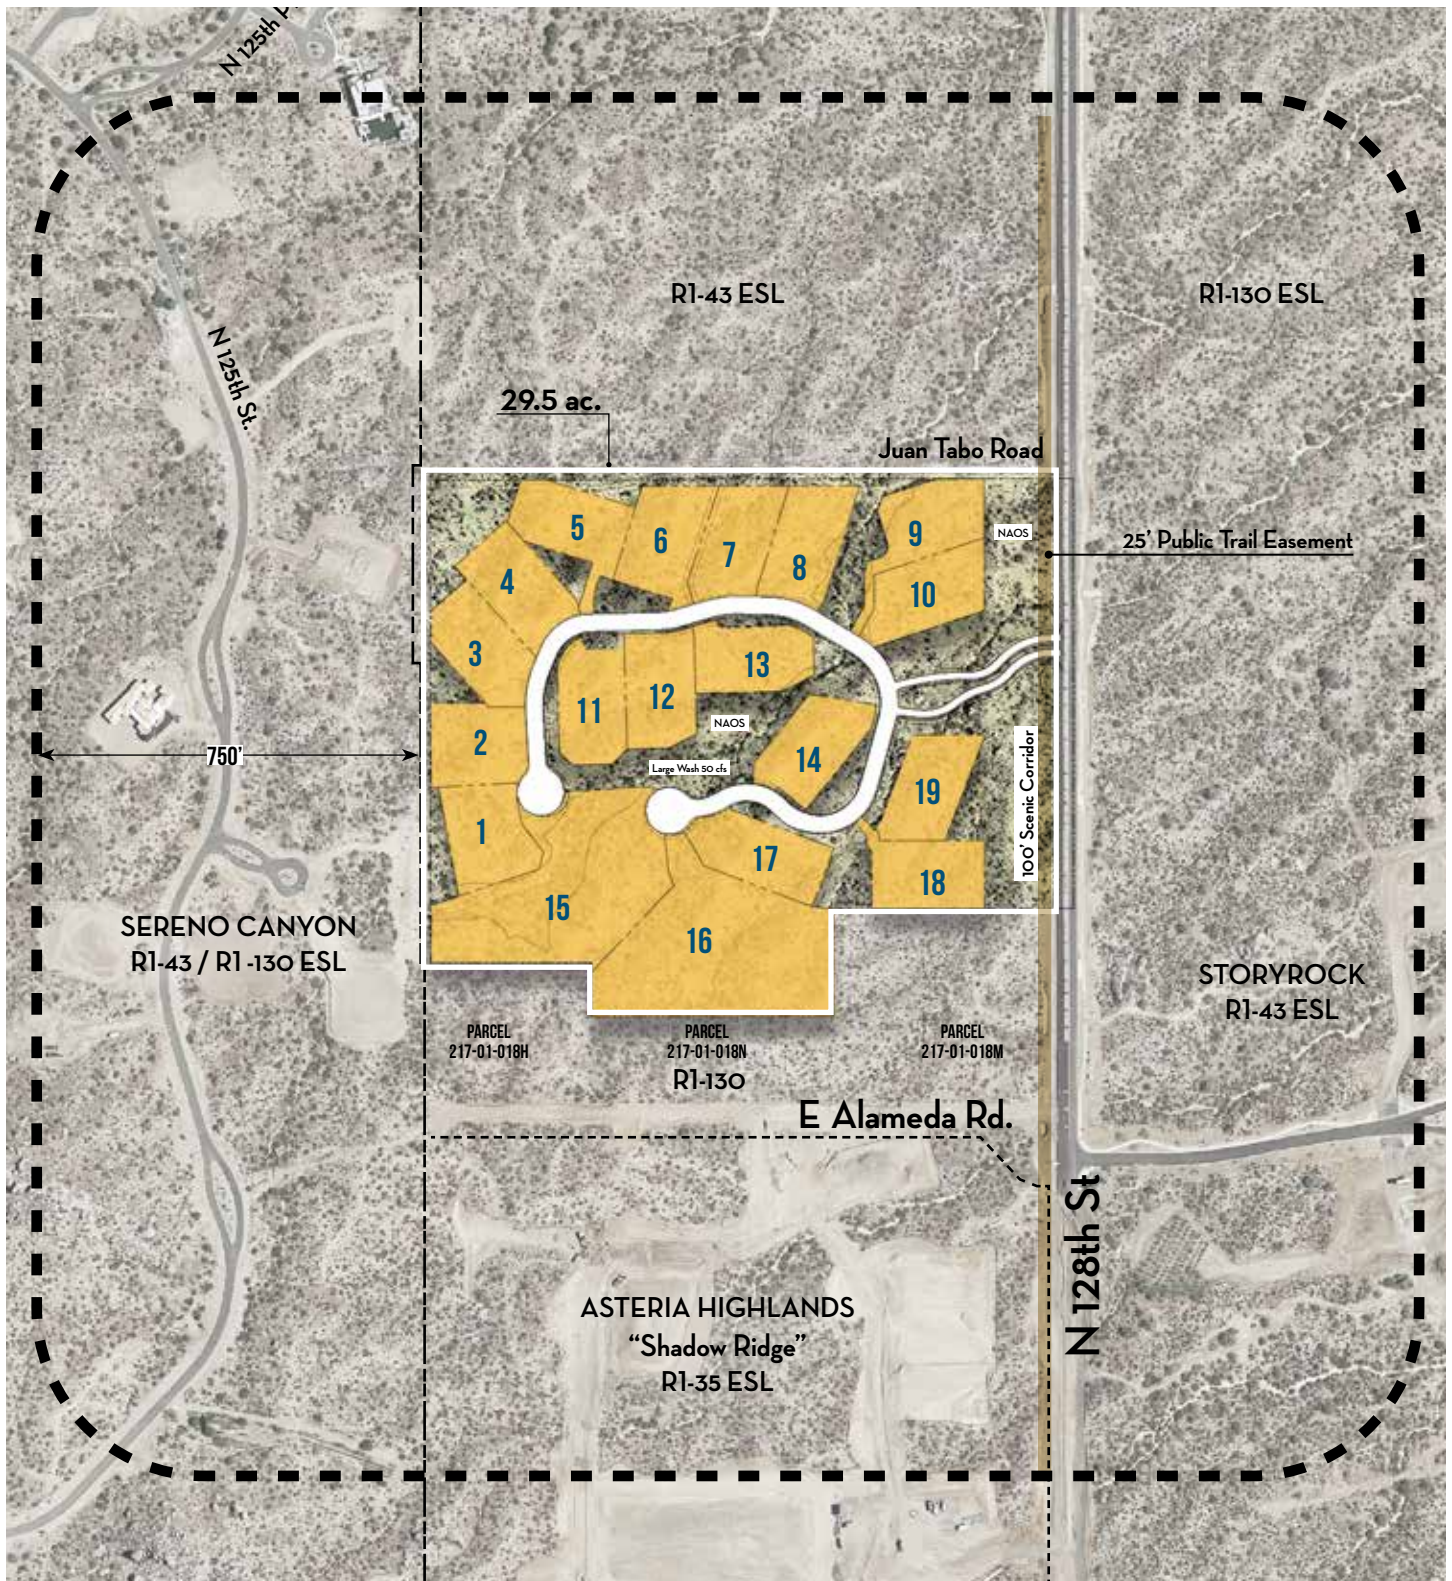 N 125th P
R1-43 ESL
R1-130 ESL
N 125th St.
29.5 ac.
Juan Tabo Road
NAOS
25' Public Trail Easement
5
6
7
8
9
4
10
3
13
11
12
2
NAOS
14
750'
Large Wash 50 cfs
19
100' Scenic Corridor
1
17
18
15
16
SERENO CANYON
R1-43 / R1 -130 ESL
STORYROCK
R1-43 ESL
PARCEL
217-01-018H
PARCEL
217-01-018N
PARCEL
217-01-018M
R1-130
E Alameda Rd.
N 128th St
ASTERIA HIGHLANDS
“Shadow Ridge”
R1-35 ESL